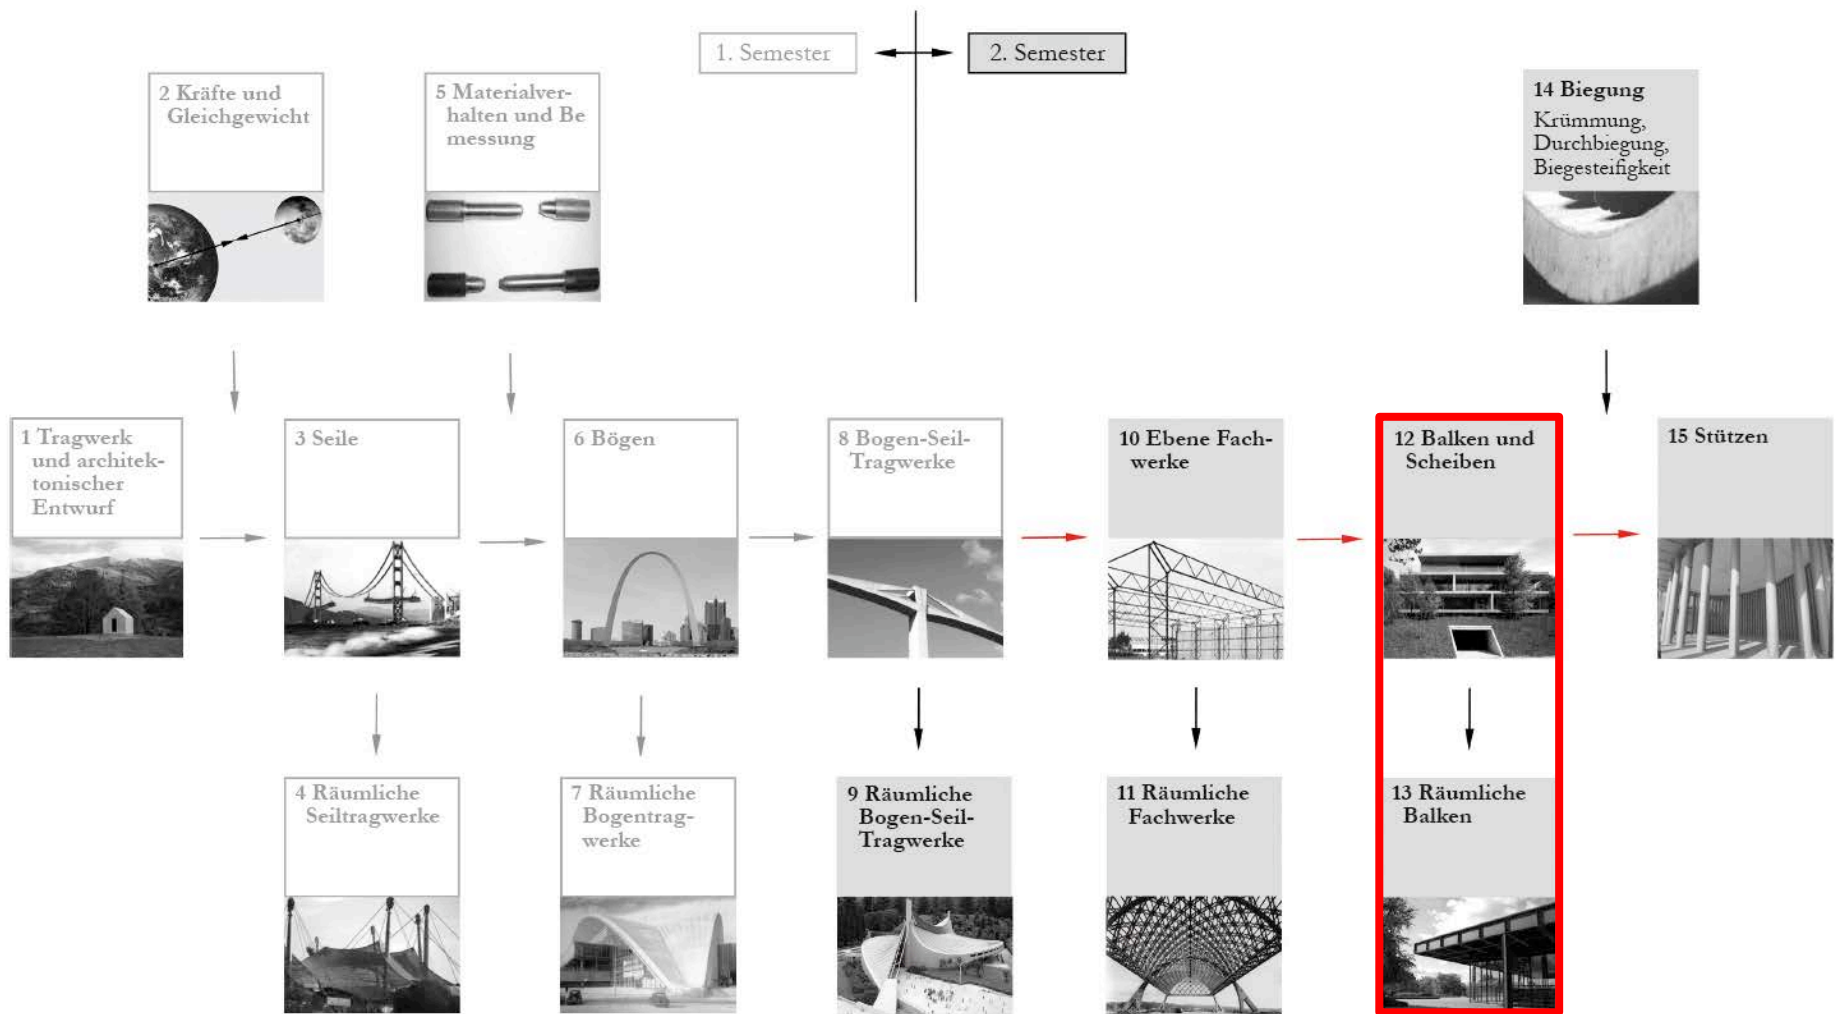 1. Semester
2. Semester
2 Kräfte und
Gleichgewicht
5 Materialver-
halten und Be
messung
14 Biegung
Krümmung,
Durchbiegung,
Biegesteifigkeit
1 Tragwerk
und architek-
tonischer
Entwurf
3 Seile
6 Bögen
8 Bogen-Seil-
Tragwerke
10 Ebene Fach-
werke
12 Balken und
Scheiben
15 Stützen
4 Räumliche
Seiltragwerke
7 Räumliche
Bogentrag-
werke
9 Räumliche
Bogen-Seil-
Tragwerke
11 Räumliche
Fachwerke
13 Räumliche
Balken